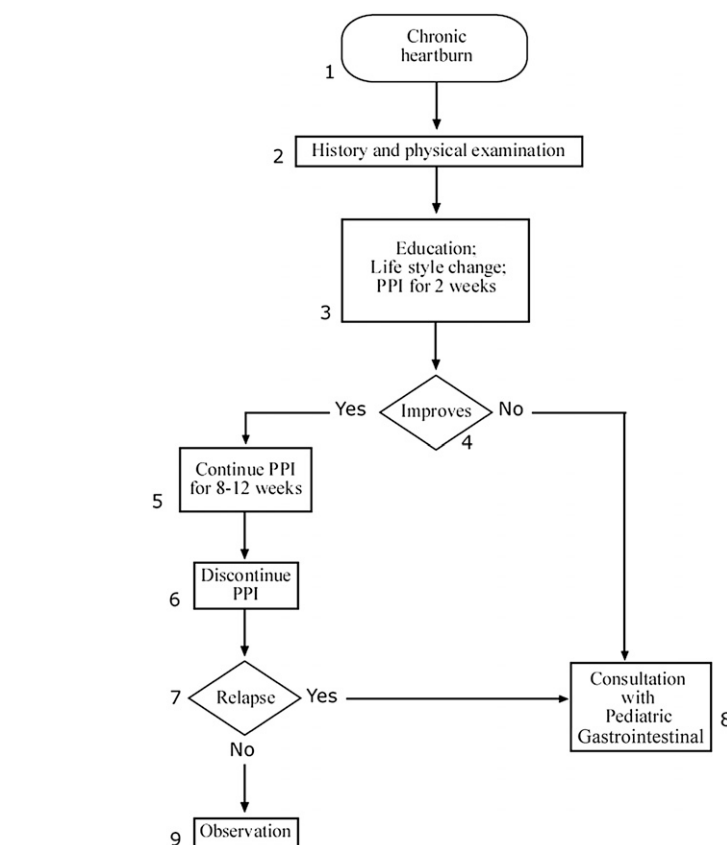 Chronic
heartburn
1
History and physical examination
2
Education;
Life style change;
PPI for 2 weeks
3
Yes
Improves
No
4
Continue PPI
for 8-12 weeks
5
Discontinue
PPI
6
7
Relapse
Yes
No
Consultation
with
Pediatric
Gastrointestinal
8
Observation
9